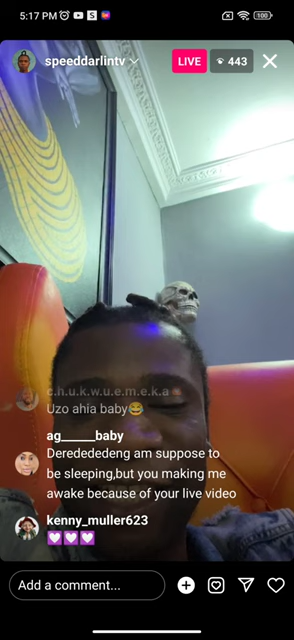 5:17 PM
100
speeddarlintv
LIVE
443
c.h.u.k.w.u.e.m.e.k.a
Uzo ahia baby😂
ag_____baby
Derededededeng am suppose to
be sleeping,but you making me
awake because of your live video
kenny_muller623
💜💜💜
Add a comment...